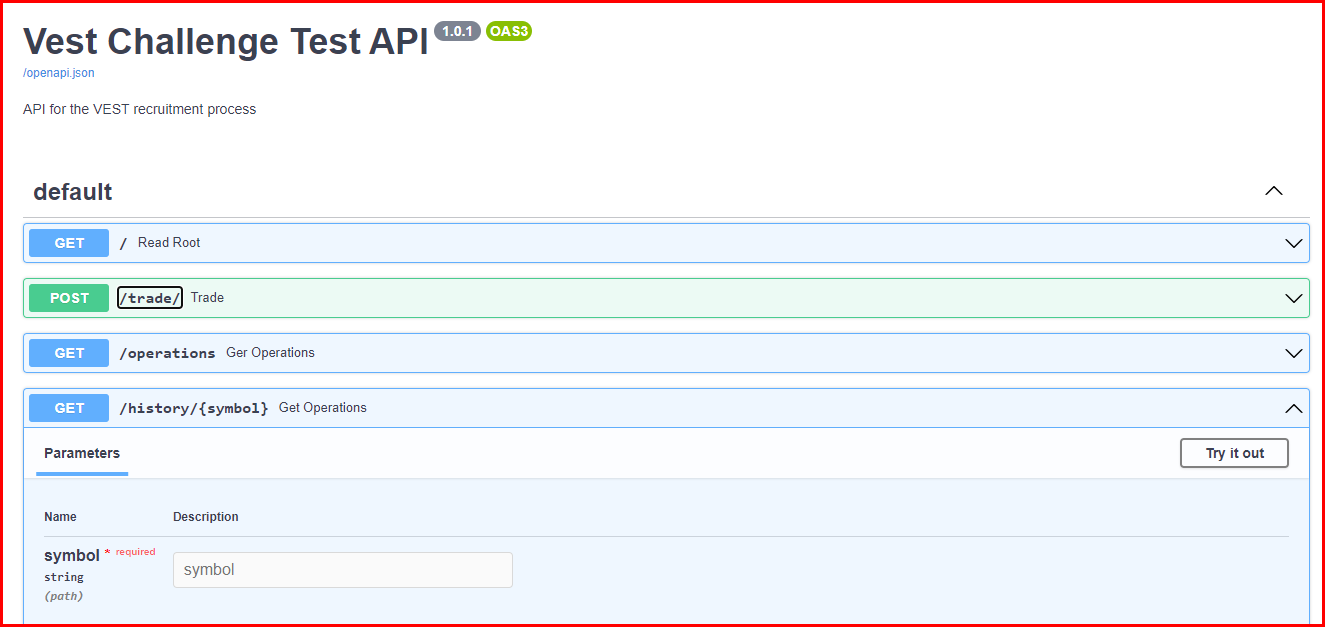 Vest Challenge Test API 1.0.1 OAS3
/openapi.json
API for the VEST recruitment process
default
GET / Read Root
POST /trade/ Trade
GET /operations Ger Operations
GET /history/{symbol} Get Operations
Parameters Try it out
Name Description
symbol * required
string
(path)
symbol